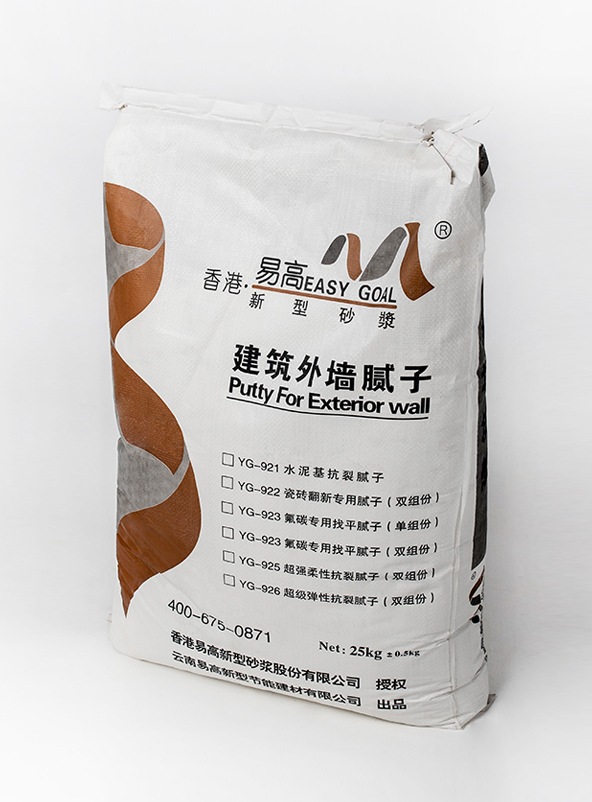 ®
香港·易高EASY GOAL
新型砂漿
建筑外墙腻子
Putty For Exterior wall
YG-921 水泥基抗裂腻子
YG-922 瓷砖翻新专用腻子（双组份）
YG-923 氟碳专用找平腻子（单组份）
YG-923 氟碳专用找平腻子（双组份）
YG-925 超强柔性抗裂腻子（双组份）
YG-926 超级弹性抗裂腻子（双组份）
400-675-0871
Net: 25kg ± 0.5kg
香港易高新型砂浆股份有限公司 授权
云南易高新型节能建材有限公司 出品